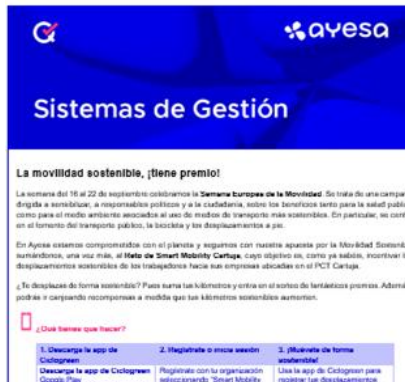 ayesa
Sistemas de Gestión
La movilidad sostenible, ¡tiene premio!
La semana del 16 al 22 de septiembre celebramos la Semana Europea de la Movilidad. Se trata de una campa
dirigida a sensibilizar, a responsables políticos y a la ciudadanía, sobre los beneficios tanto para la salud públic
como para el medio ambiente asociados al uso de medios de transporte más sostenibles. En particular, se cent
en el fomento del transporte público, la bicicleta y los desplazamientos a pie.
En Ayesa estamos comprometidos con el planeta y seguimos con nuestra apuesta por la Movilidad Sostenib
sumándonos, una vez más, al Reto de Smart Mobility Cartuja, cuyo objetivo es, como ya sabéis, incentivar l
desplazamientos sostenibles de los trabajadores hacia sus empresas ubicadas en el PCT Cartuja.
¿Te desplazas de forma sostenible? Pues suma tus kilómetros y entra en el sorteo de fantásticos premios. Ademá
podrás ir canjeando recompensas a medida que tus kilómetros sostenibles aumenten.
¿Qué tienes que hacer?
1. Descarga la app de Ciclogreen
2. Regístrate o inicia sesión
3. ¡Muévete de forma sostenible!
Descarga la app de Ciclogreen
Google Play
Regístrate con tu organización
seleccionando "Smart Mobility
Usa la app de Ciclogreen para
registrar tus desplazamientos